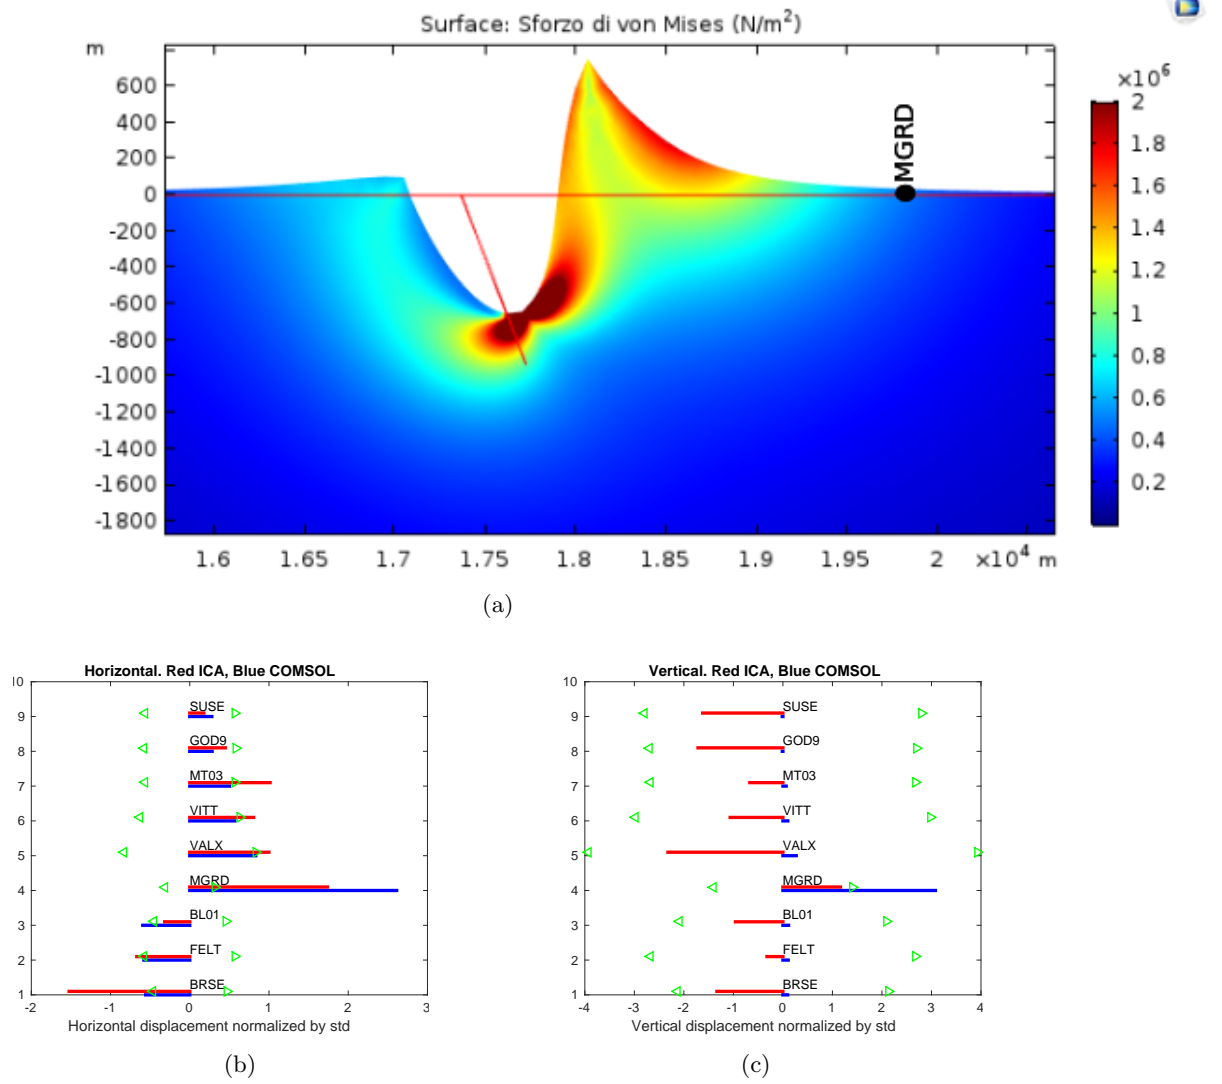 Surface: Sforzo di von Mises (N/m²)
m
×10⁶
600
400
200
0
-200
-400
-600
-800
-1000
-1200
-1400
-1600
-1800
MGRD
2
1.8
1.6
1.4
1.2
1
0.8
0.6
0.4
0.2
1.6 1.65 1.7 1.75 1.8 1.85 1.9 1.95 2 ×10⁴ m
(a)
Horizontal. Red ICA, Blue COMSOL
10
9
8
7
6
5
4
3
2
1
SUSE
GOD9
MT03
VITT
VALX
MGRD
BL01
FELT
BRSE
-2 -1 0 1 2 3
Horizontal displacement normalized by std
(b)
Vertical. Red ICA, Blue COMSOL
10
9
8
7
6
5
4
3
2
1
SUSE
GOD9
MT03
VITT
VALX
MGRD
BL01
FELT
BRSE
-4 -3 -2 -1 0 1 2 3 4
Vertical displacement normalized by std
(c)